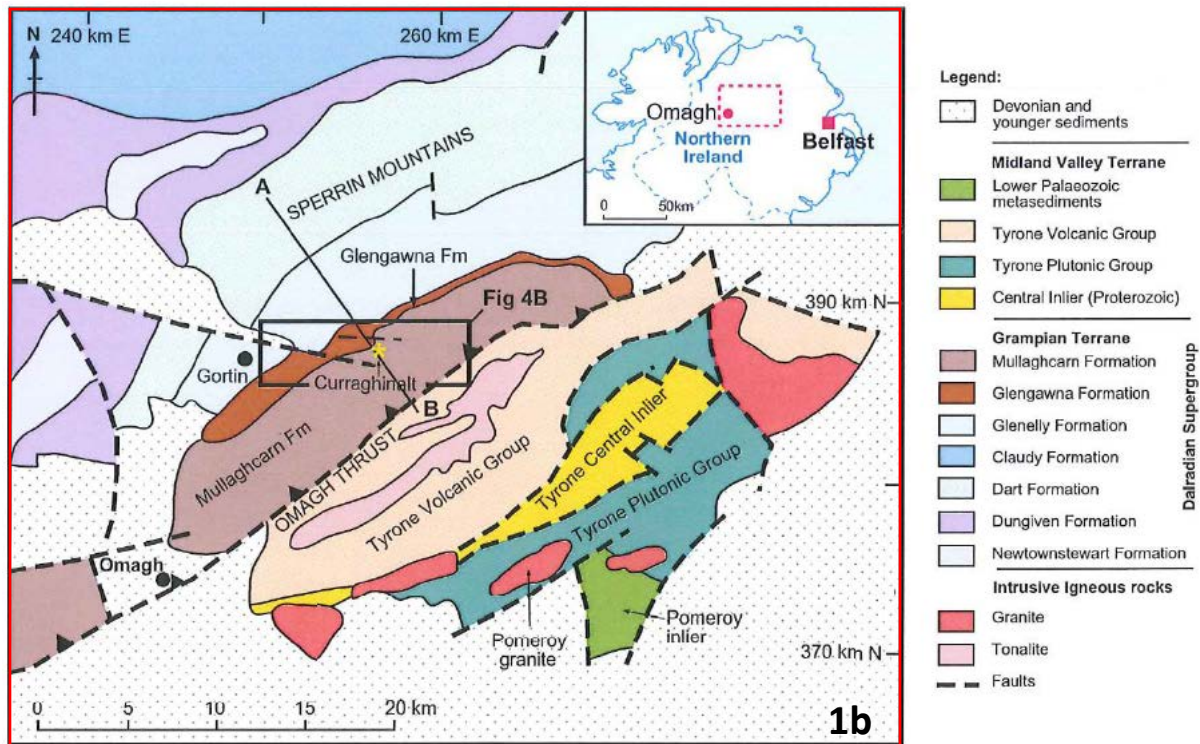 240 km E
260 km E
N
A
SPERRIN MOUNTAINS
Glengawna Fm
Fig 4B
Gortin
Curraghinalt
B
Mullaghcarn Fm
OMAGH THRUST
Tyrone Volcanic Group
Tyrone Central Inlier
Tyrone Plutonic Group
Omagh
Pomeroy
granite
Pomeroy
inlier
390 km N
370 km N
0 5 10 15 20 km
1b
Omagh
Northern
Ireland
Belfast
0 50km
Legend:
Devonian and
younger sediments
Midland Valley Terrane
Lower Palaeozoic
metasediments
Tyrone Volcanic Group
Tyrone Plutonic Group
Central Inlier (Proterozoic)
Grampian Terrane
Mullaghcarn Formation
Glengawna Formation
Glenelly Formation
Claudy Formation
Dart Formation
Dungiven Formation
Newtownstewart Formation
Dalradian Supergroup
Intrusive Igneous rocks
Granite
Tonalite
Faults